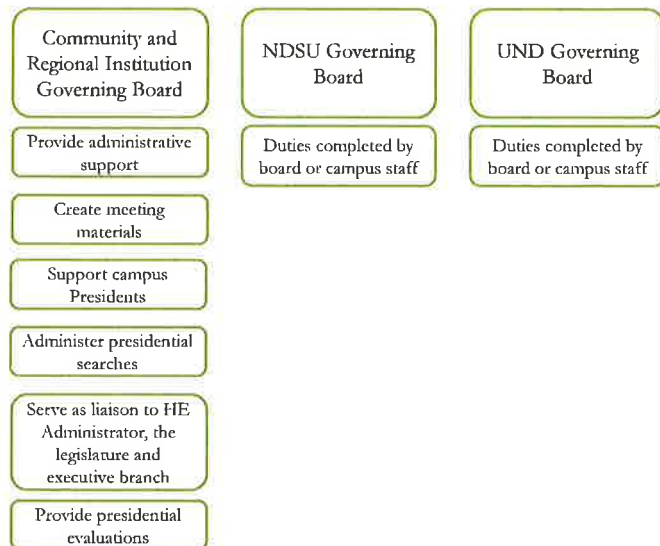 Community and
Regional Institution
Governing Board
Provide administrative
support
Create meeting
materials
Support campus
Presidents
Administer presidential
searches
Serve as liaison to HE
Administrator, the
legislature and
executive branch
Provide presidential
evaluations
NDSU Governing
Board
Duties completed by
board or campus staff
UND Governing
Board
Duties completed by
board or campus staff